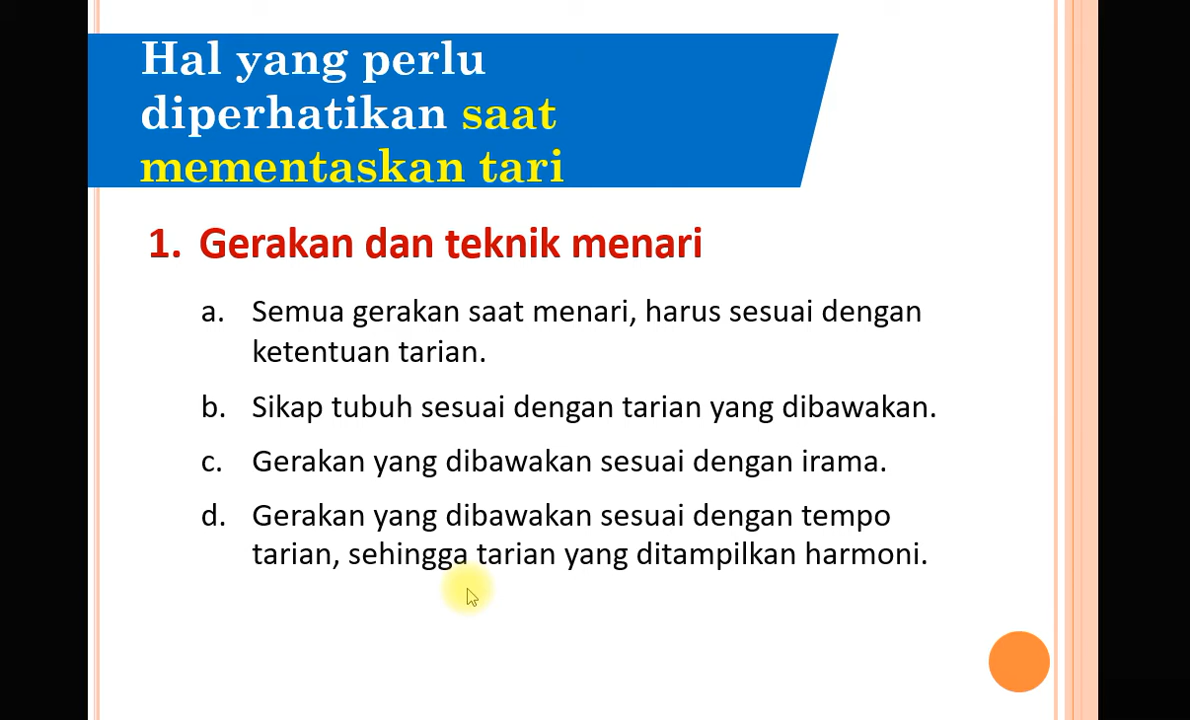 Hal yang perlu
diperhatikan saat
mementaskan tari
1. Gerakan dan teknik menari
a. Semua gerakan saat menari, harus sesuai dengan
ketentuan tarian.
b. Sikap tubuh sesuai dengan tarian yang dibawakan.
c. Gerakan yang dibawakan sesuai dengan irama.
d. Gerakan yang dibawakan sesuai dengan tempo
tarian, sehingga tarian yang ditampilkan harmoni.